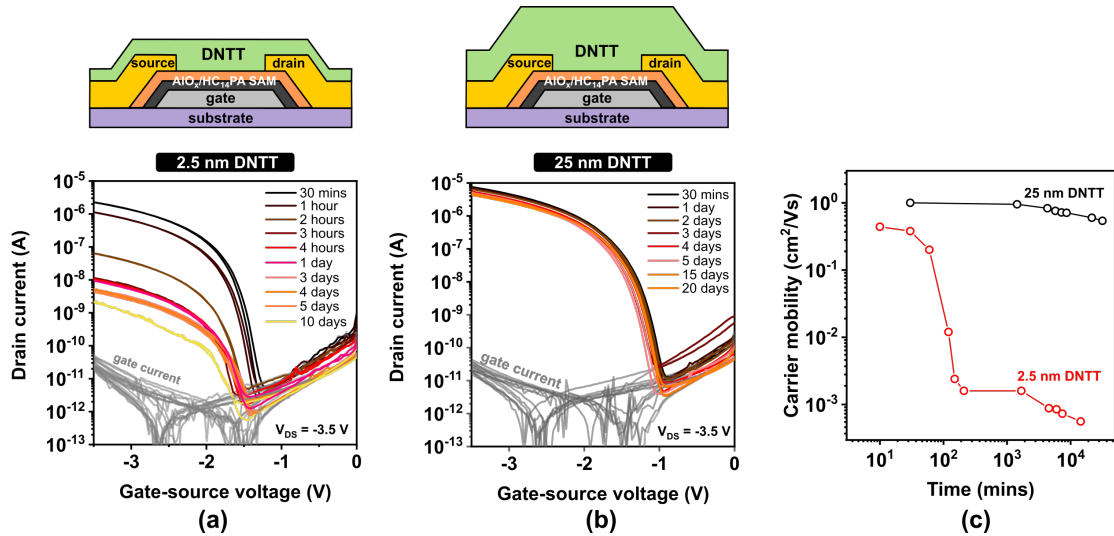 DNTT
source
drain
AlOₓ/HC₁₄PA SAM
gate
substrate
2.5 nm DNTT
10⁻⁵
10⁻⁶
10⁻⁷
10⁻⁸
10⁻⁹
10⁻¹⁰
10⁻¹¹
10⁻¹²
10⁻¹³
Drain current (A)
30 mins
1 hour
2 hours
3 hours
4 hours
1 day
3 days
4 days
5 days
10 days
gate current
V_DS = -3.5 V
-3
-2
-1
0
Gate-source voltage (V)
(a)
DNTT
source
drain
AlOₓ/HC₁₄PA SAM
gate
substrate
25 nm DNTT
10⁻⁵
10⁻⁶
10⁻⁷
10⁻⁸
10⁻⁹
10⁻¹⁰
10⁻¹¹
10⁻¹²
10⁻¹³
Drain current (A)
30 mins
1 day
2 days
3 days
4 days
5 days
15 days
20 days
gate current
V_DS = -3.5 V
-3
-2
-1
0
Gate-source voltage (V)
(b)
25 nm DNTT
10⁰
10⁻¹
10⁻²
10⁻³
Carrier mobility (cm²/Vs)
2.5 nm DNTT
10¹
10²
10³
10⁴
Time (mins)
(c)